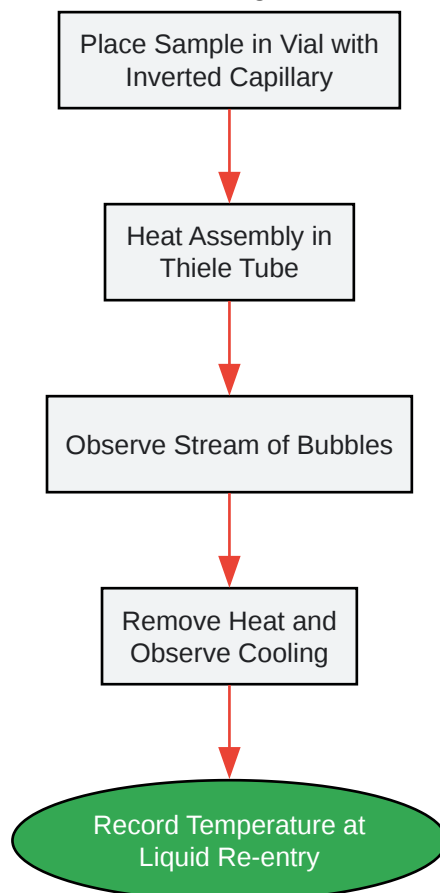 Place Sample in Vial with
Inverted Capillary
Heat Assembly in
Thiele Tube
Observe Stream of Bubbles
Remove Heat and
Observe Cooling
Record Temperature at
Liquid Re-entry